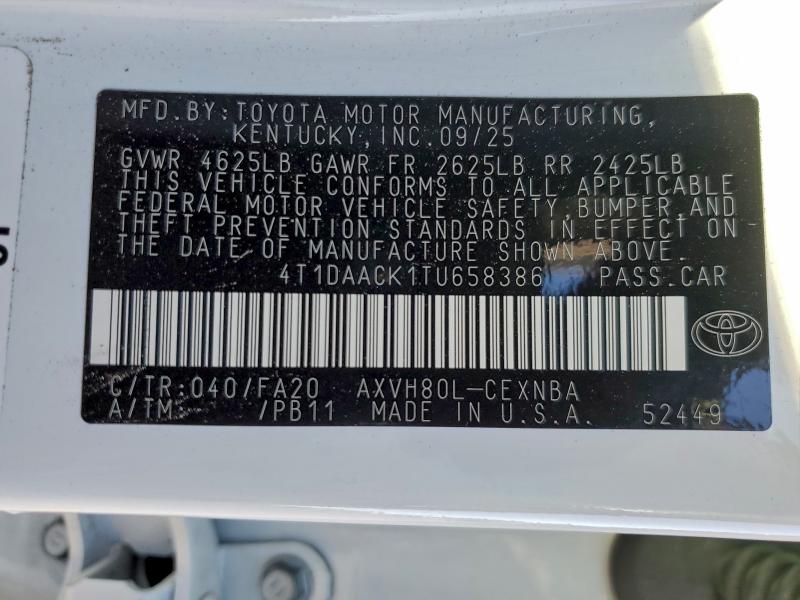 MFD.BY:TOYOTA MOTOR MANUFACTURING,
KENTUCKY,INC.09/25
GVWR 4625LB GAWR FR 2625LB RR 2425LB
THIS VEHICLE CONFORMS TO ALL APPLICABLE
FEDERAL MOTOR VEHICLE SAFETY,BUMPER,AND
THEFT PREVENTION STANDARDS IN EFFECT ON
THE DATE OF MANUFACTURE SHOWN ABOVE.
4T1DAACK1TU658386 PASS.CAR
C/TR:040/FA20 AXVH80L-CEXNBA
A/TM: /PB11 MADE IN U.S.A. 52449